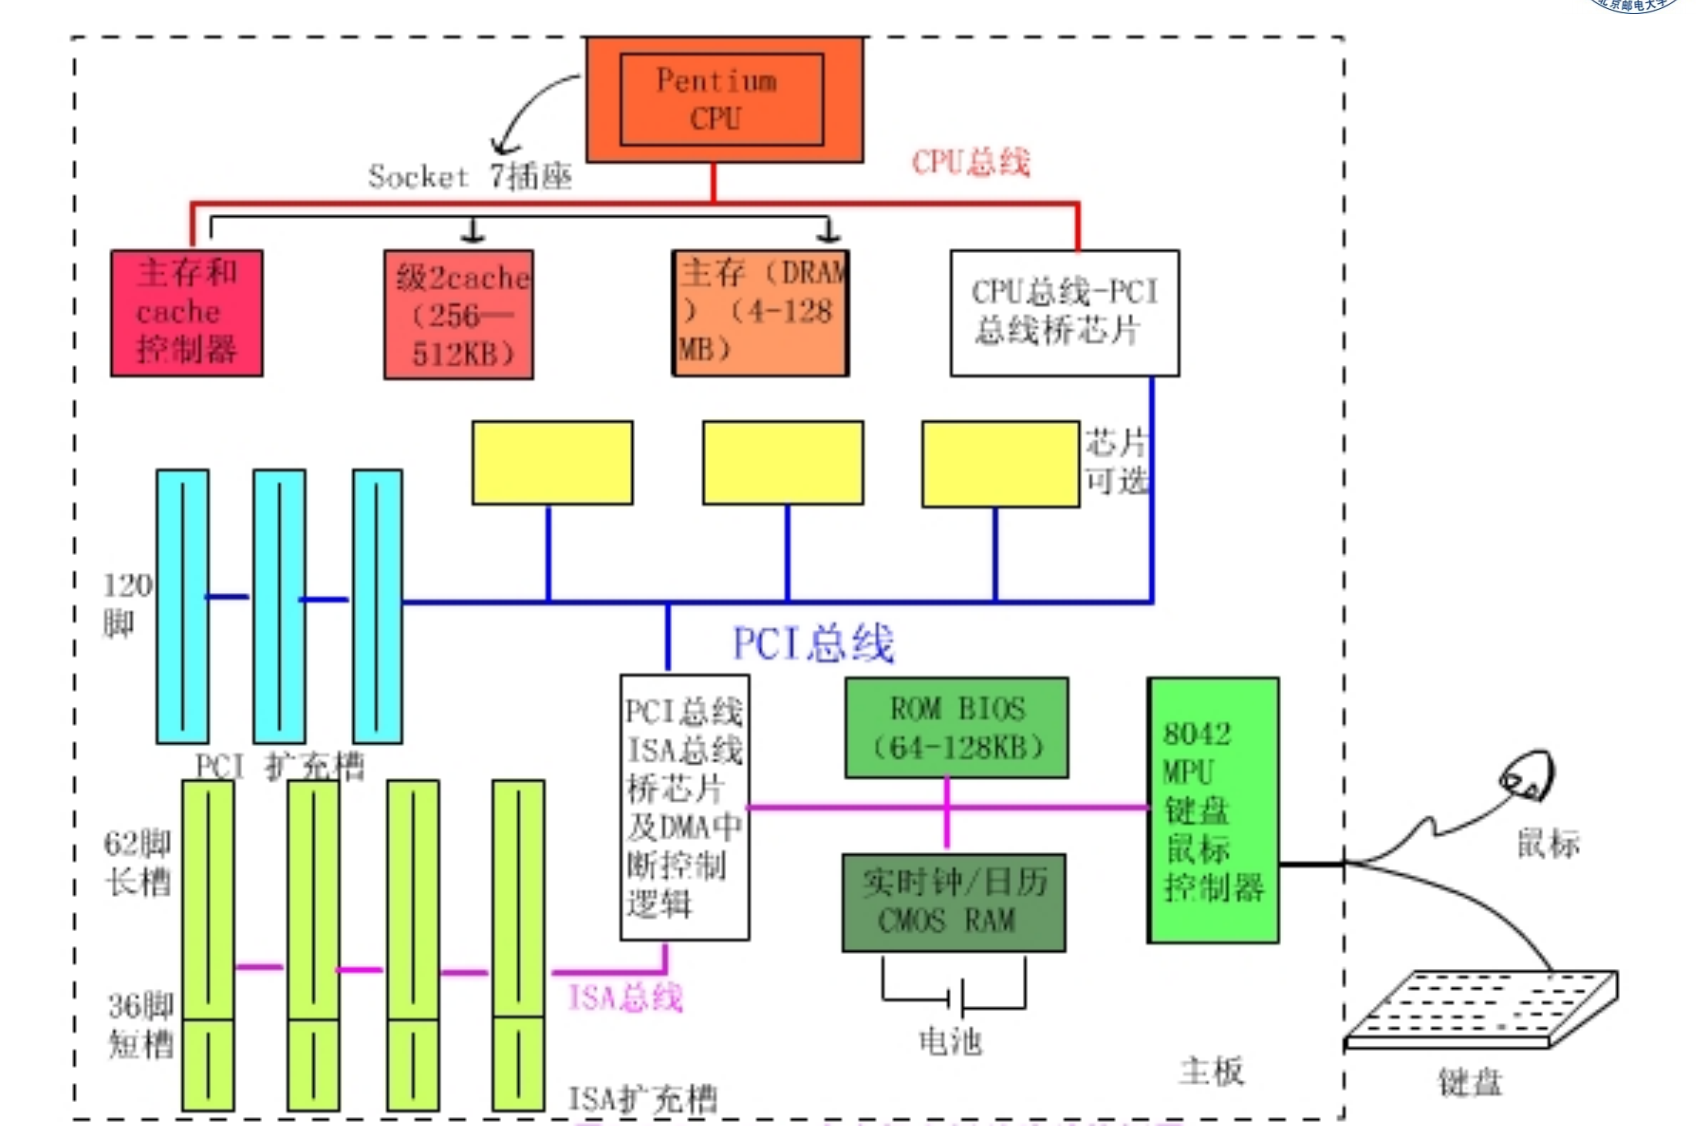 北京邮电大学
Pentium
CPU
CPU总线
Socket 7插座
主存和
cache
控制器
级2cache
(256—
512KB)
主存（DRAM
）（4-128
MB）
CPU总线-PCI
总线桥芯片
芯片
可选
120
脚
PCI总线
PCI 扩充槽
PCI总线
ISA总线
桥芯片
及DMA中
断控制
逻辑
ROM BIOS
（64-128KB）
8042
MPU
键盘
鼠标
控制器
鼠标
62脚
长槽
实时钟/日历
CMOS RAM
36脚
短槽
ISA总线
电池
主板
键盘
ISA扩充槽